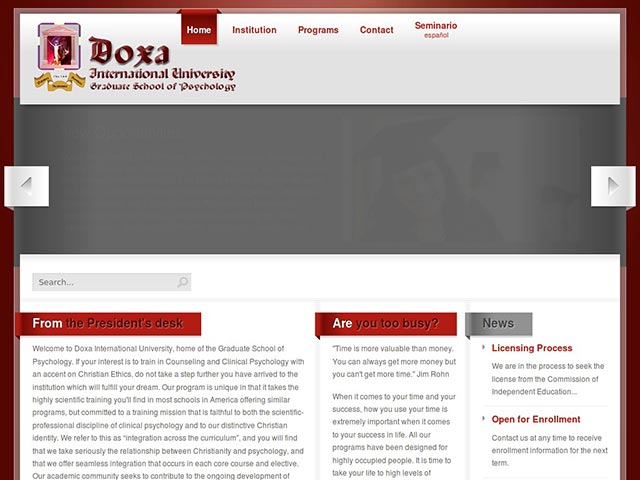 Home
Institution
Programs
Contact
Seminario
español
Doxa
International University
Graduate School of Psychology
New Opportunities
Search...
From the President's desk
Welcome to Doxa International University, home of the Graduate School of
Psychology. If your interest is to train in Counseling and Clinical Psychology with
an accent on Christian Ethics, do not take a step further you have arrived to the
institution which will fulfill your dream. Our program is unique in that it takes the
highly scientific training you'll find in most schools in America offering similar
programs, but committed to a training mission that is faithful to both the scientific-
professional discipline of clinical psychology and to our distinctive Christian
identity. We refer to this as “integration across the curriculum”, and you will find
that we take seriously the relationship between Christianity and psychology, and
that we offer seamless integration that occurs in each core course and elective.
Our academic community seeks to contribute to the ongoing development of
Are you too busy?
"Time is more valuable than money.
You can always get more money but
you can't get more time." Jim Rohn
When it comes to your time and your
success, how you use your time is
extremely important when it comes
to your success in life. All our
programs have been designed for
highly occupied people. It is time to
take your life to high levels of
News
Licensing Process
We are in the process to seek the
license from the Commission of
Independent Education...
Open for Enrollment
Contact us at any time to receive
enrollment information for the next
term.